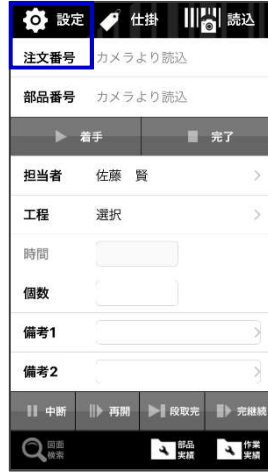 設定 仕掛 読込
注文番号 カメラより読込
部品番号 カメラより読込
着手 完了
担当者 佐藤 賢
工程 選択
時間
個数
備考1
備考2
中断 再開 段取完 完継続
図面検索 部品実績 作業実績